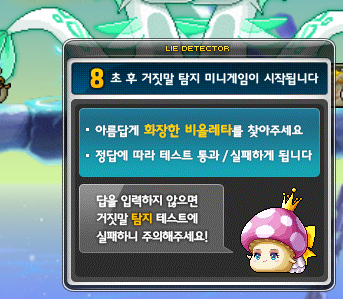 LIE DETECTOR
8 초 후 거짓말 탐지 미니게임이 시작됩니다
• 아름답게 화장한 비올레타를 찾아주세요
• 정답에 따라 테스트 통과/실패하게 됩니다
답을 입력하지 않으면
거짓말 탐지 테스트에
실패하니 주의해주세요!